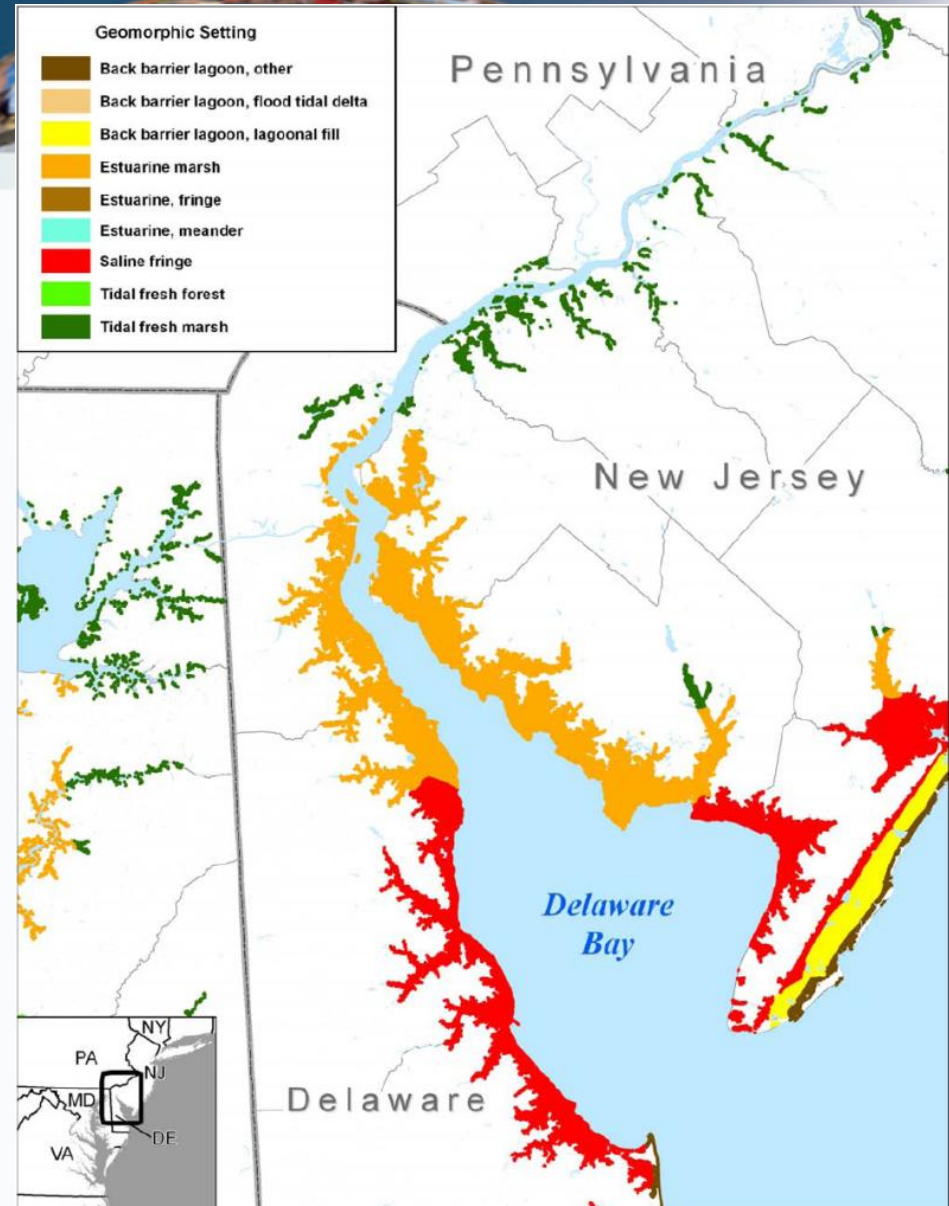 Geomorphic Setting
Back barrier lagoon, other
Back barrier lagoon, flood tidal delta
Back barrier lagoon, lagoonal fill
Estuarine marsh
Estuarine, fringe
Estuarine, meander
Saline fringe
Tidal fresh forest
Tidal fresh marsh
Pennsylvania
New Jersey
Delaware
Bay
Delaware
NY
PA
NJ
MD
DE
VA